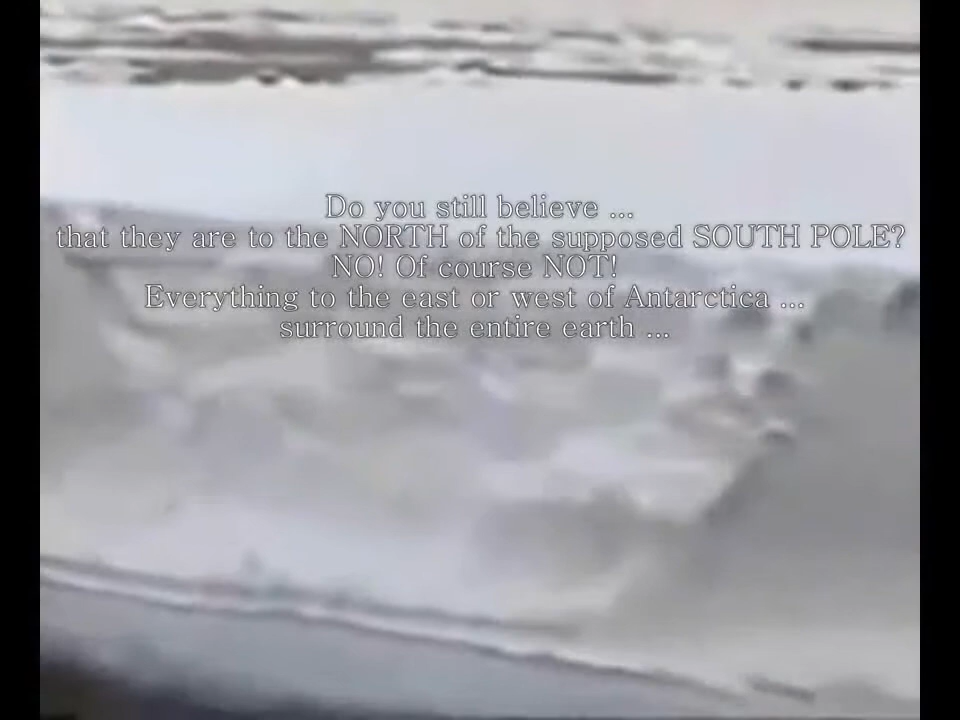 Do you still believe ...
that they are to the NORTH of the supposed SOUTH POLE?
NO! Of course NOT!
Everything to the east or west of Antarctica ...
surround the entire earth ...